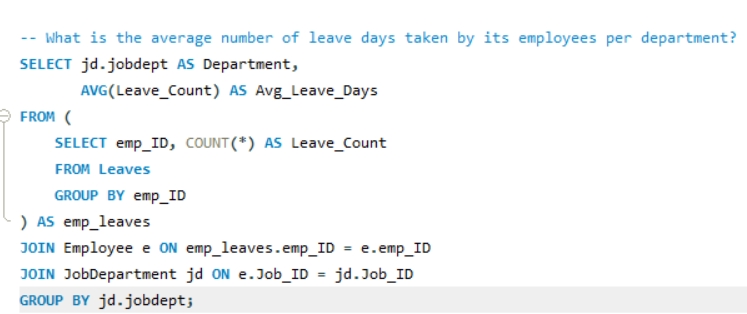 -- What is the average number of leave days taken by its employees per department?
SELECT jd.jobdept AS Department,
       AVG(Leave_Count) AS Avg_Leave_Days
FROM (
    SELECT emp_ID, COUNT(*) AS Leave_Count
    FROM Leaves
    GROUP BY emp_ID
) AS emp_leaves
JOIN Employee e ON emp_leaves.emp_ID = e.emp_ID
JOIN JobDepartment jd ON e.Job_ID = jd.Job_ID
GROUP BY jd.jobdept;